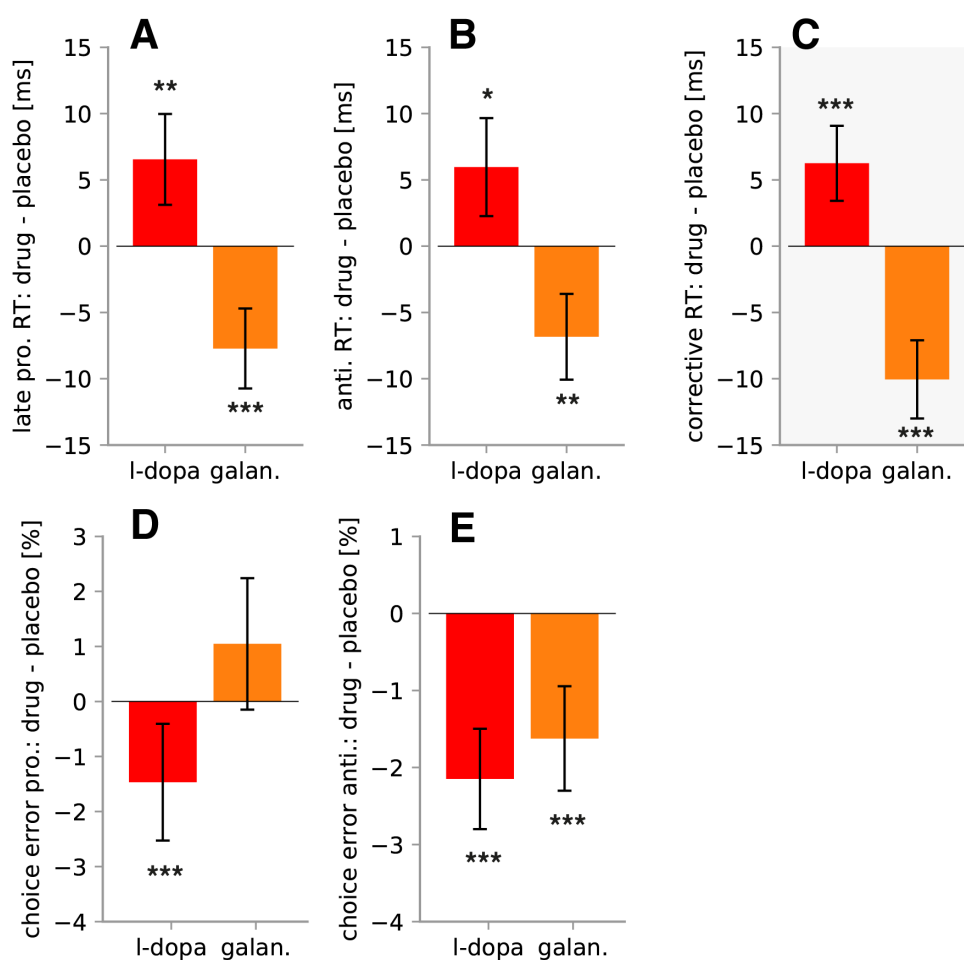 A
late pro. RT: drug - placebo [ms]
15
10
5
0
−5
−10
−15
**
***
l-dopa galan.
B
anti. RT: drug - placebo [ms]
15
10
5
0
−5
−10
−15
*
**
l-dopa galan.
C
corrective RT: drug - placebo [ms]
15
10
5
0
−5
−10
−15
***
***
l-dopa galan.
D
choice error pro.: drug - placebo [%]
3
2
1
0
−1
−2
−3
−4
***
l-dopa galan.
E
choice error anti.: drug - placebo [%]
1
0
−1
−2
−3
−4
***
***
l-dopa galan.